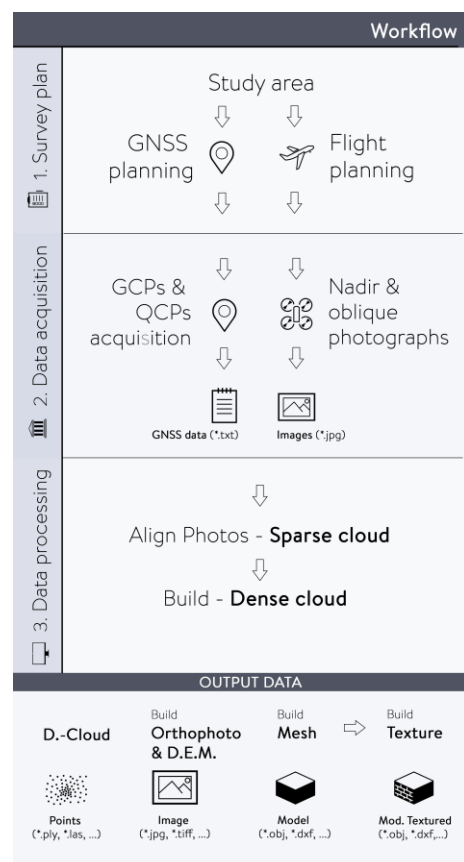 Workflow
1. Survey plan
Study area
GNSS
planning
Flight
planning
2. Data acquisition
GCPs &
QCPs
acquisition
Nadir &
oblique
photographs
GNSS data (*.txt)
Images (*.jpg)
3. Data processing
Align Photos - Sparse cloud
Build - Dense cloud
OUTPUT DATA
D.-Cloud
Points
(*.ply, *.las, ...)
Build
Orthophoto
& D.E.M.
Image
(*.jpg, *.tiff, ...)
Build
Mesh
Model
(*.obj, *.dxf, ...)
Build
Texture
Mod. Textured
(*.obj, *.dxf,...)